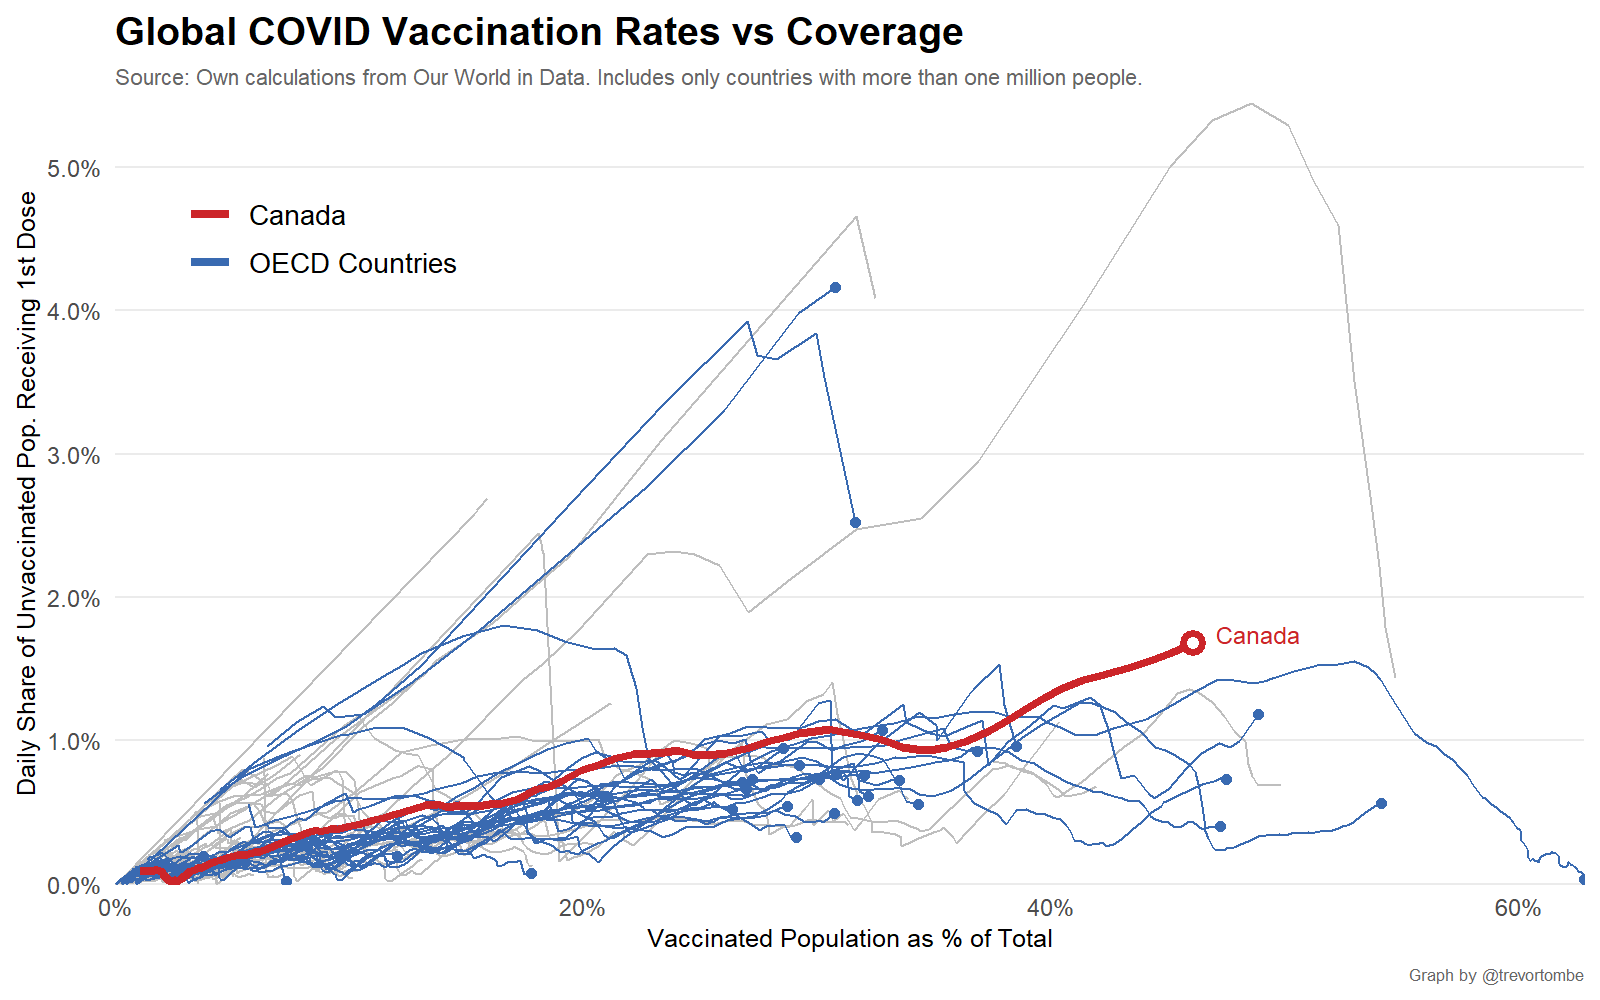 Global COVID Vaccination Rates vs Coverage
Source: Own calculations from Our World in Data. Includes only countries with more than one million people.
Daily Share of Unvaccinated Pop. Receiving 1st Dose
5.0%
4.0%
3.0%
2.0%
1.0%
0.0%
Canada
OECD Countries
Canada
0%
20%
40%
60%
Vaccinated Population as % of Total
Graph by @trevortombe